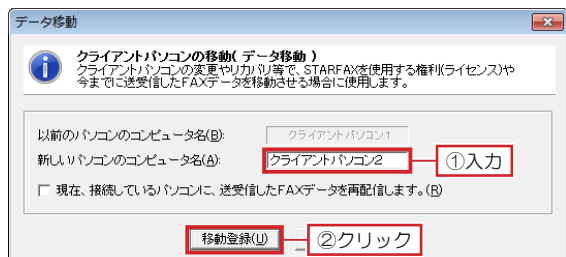 データ移動
クライアントパソコンの移動( データ移動 )
クライアントパソコンの変更やリカバリ等で、STARFAXを使用する権利(ライセンス)や
今までに送受信したFAXデータを移動させる場合に使用します。
以前のパソコンのコンピュータ名(B): クライアントパソコン1
新しいパソコンのコンピュータ名(A): クライアントパソコン2 ①入力
現在、接続しているパソコンに、送受信したFAXデータを再配信します。(R)
移動登録(U) ②クリック